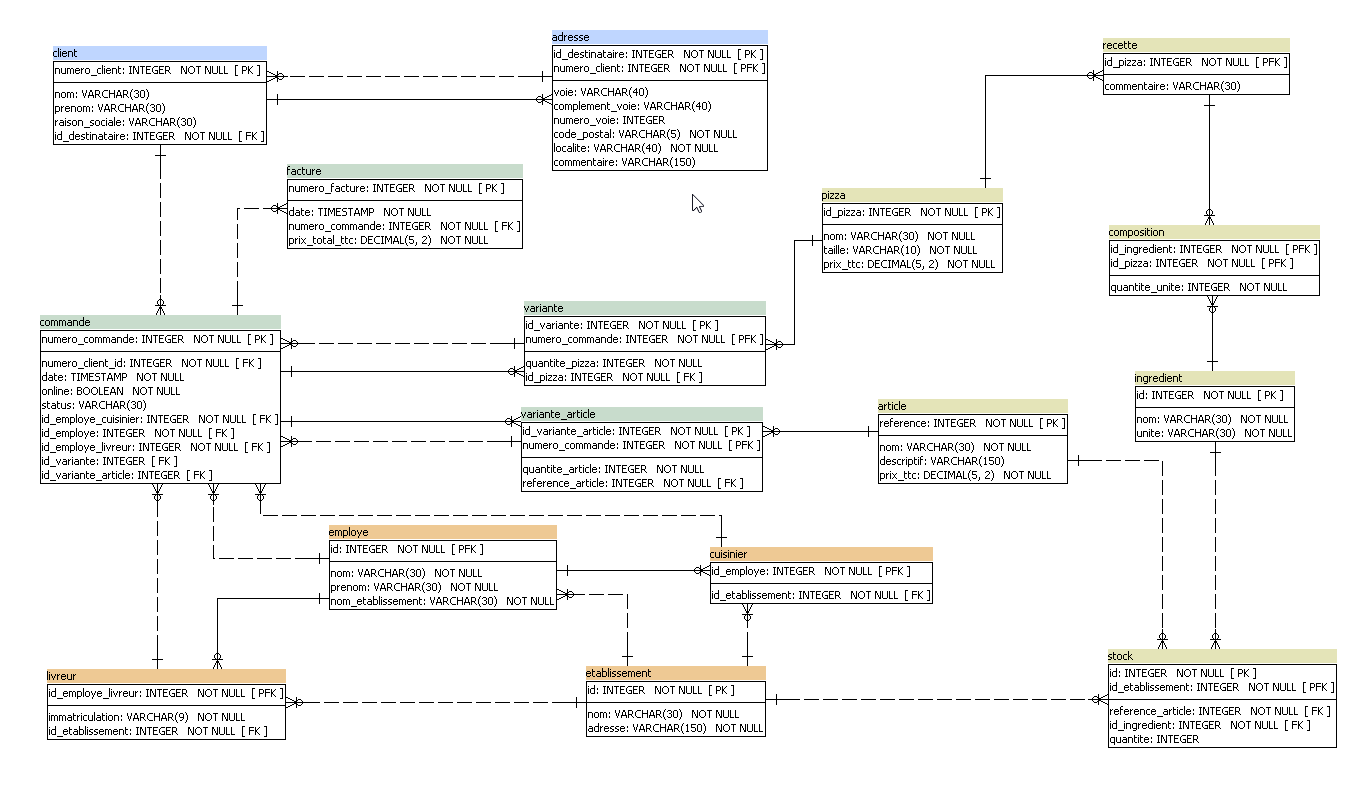 client
numero_client: INTEGER NOT NULL [ PK ]
nom: VARCHAR(30)
prenom: VARCHAR(30)
raison_sociale: VARCHAR(30)
id_destinataire: INTEGER NOT NULL [ FK ]
adresse
id_destinataire: INTEGER NOT NULL [ PK ]
numero_client: INTEGER NOT NULL [ PFK ]
voie: VARCHAR(40)
complement_voie: VARCHAR(40)
numero_voie: INTEGER
code_postal: VARCHAR(5) NOT NULL
localite: VARCHAR(40) NOT NULL
commentaire: VARCHAR(150)
recette
id_pizza: INTEGER NOT NULL [ PFK ]
commentaire: VARCHAR(30)
facture
numero_facture: INTEGER NOT NULL [ PK ]
date: TIMESTAMP NOT NULL
numero_commande: INTEGER NOT NULL [ FK ]
prix_total_ttc: DECIMAL(5, 2) NOT NULL
pizza
id_pizza: INTEGER NOT NULL [ PK ]
nom: VARCHAR(30) NOT NULL
taille: VARCHAR(10) NOT NULL
prix_ttc: DECIMAL(5, 2) NOT NULL
composition
id_ingredient: INTEGER NOT NULL [ PFK ]
id_pizza: INTEGER NOT NULL [ PFK ]
quantite_unite: INTEGER NOT NULL
commande
numero_commande: INTEGER NOT NULL [ PK ]
numero_client_id: INTEGER NOT NULL [ FK ]
date: TIMESTAMP NOT NULL
online: BOOLEAN NOT NULL
status: VARCHAR(30)
id_employe_cuisinier: INTEGER NOT NULL [ FK ]
id_employe: INTEGER NOT NULL [ FK ]
id_employe_livreur: INTEGER NOT NULL [ FK ]
id_variante: INTEGER [ FK ]
id_variante_article: INTEGER [ FK ]
variante
id_variante: INTEGER NOT NULL [ PK ]
numero_commande: INTEGER NOT NULL [ PFK ]
quantite_pizza: INTEGER NOT NULL
id_pizza: INTEGER NOT NULL [ FK ]
variante_article
id_variante_article: INTEGER NOT NULL [ PK ]
numero_commande: INTEGER NOT NULL [ PFK ]
quantite_article: INTEGER NOT NULL
reference_article: INTEGER NOT NULL [ FK ]
article
reference: INTEGER NOT NULL [ PK ]
nom: VARCHAR(30) NOT NULL
descriptif: VARCHAR(150)
prix_ttc: DECIMAL(5, 2) NOT NULL
ingredient
id: INTEGER NOT NULL [ PK ]
nom: VARCHAR(30) NOT NULL
unite: VARCHAR(30) NOT NULL
employe
id: INTEGER NOT NULL [ PFK ]
nom: VARCHAR(30) NOT NULL
prenom: VARCHAR(30) NOT NULL
nom_etablissement: VARCHAR(30) NOT NULL
cuisinier
id_employe: INTEGER NOT NULL [ PFK ]
id_etablissement: INTEGER NOT NULL [ FK ]
livreur
id_employe_livreur: INTEGER NOT NULL [ PFK ]
immatriculation: VARCHAR(9) NOT NULL
id_etablissement: INTEGER NOT NULL [ FK ]
etablissement
id: INTEGER NOT NULL [ PK ]
nom: VARCHAR(30) NOT NULL
adresse: VARCHAR(150) NOT NULL
stock
id: INTEGER NOT NULL [ PK ]
id_etablissement: INTEGER NOT NULL [ PFK ]
reference_article: INTEGER NOT NULL [ FK ]
id_ingredient: INTEGER NOT NULL [ FK ]
quantite: INTEGER